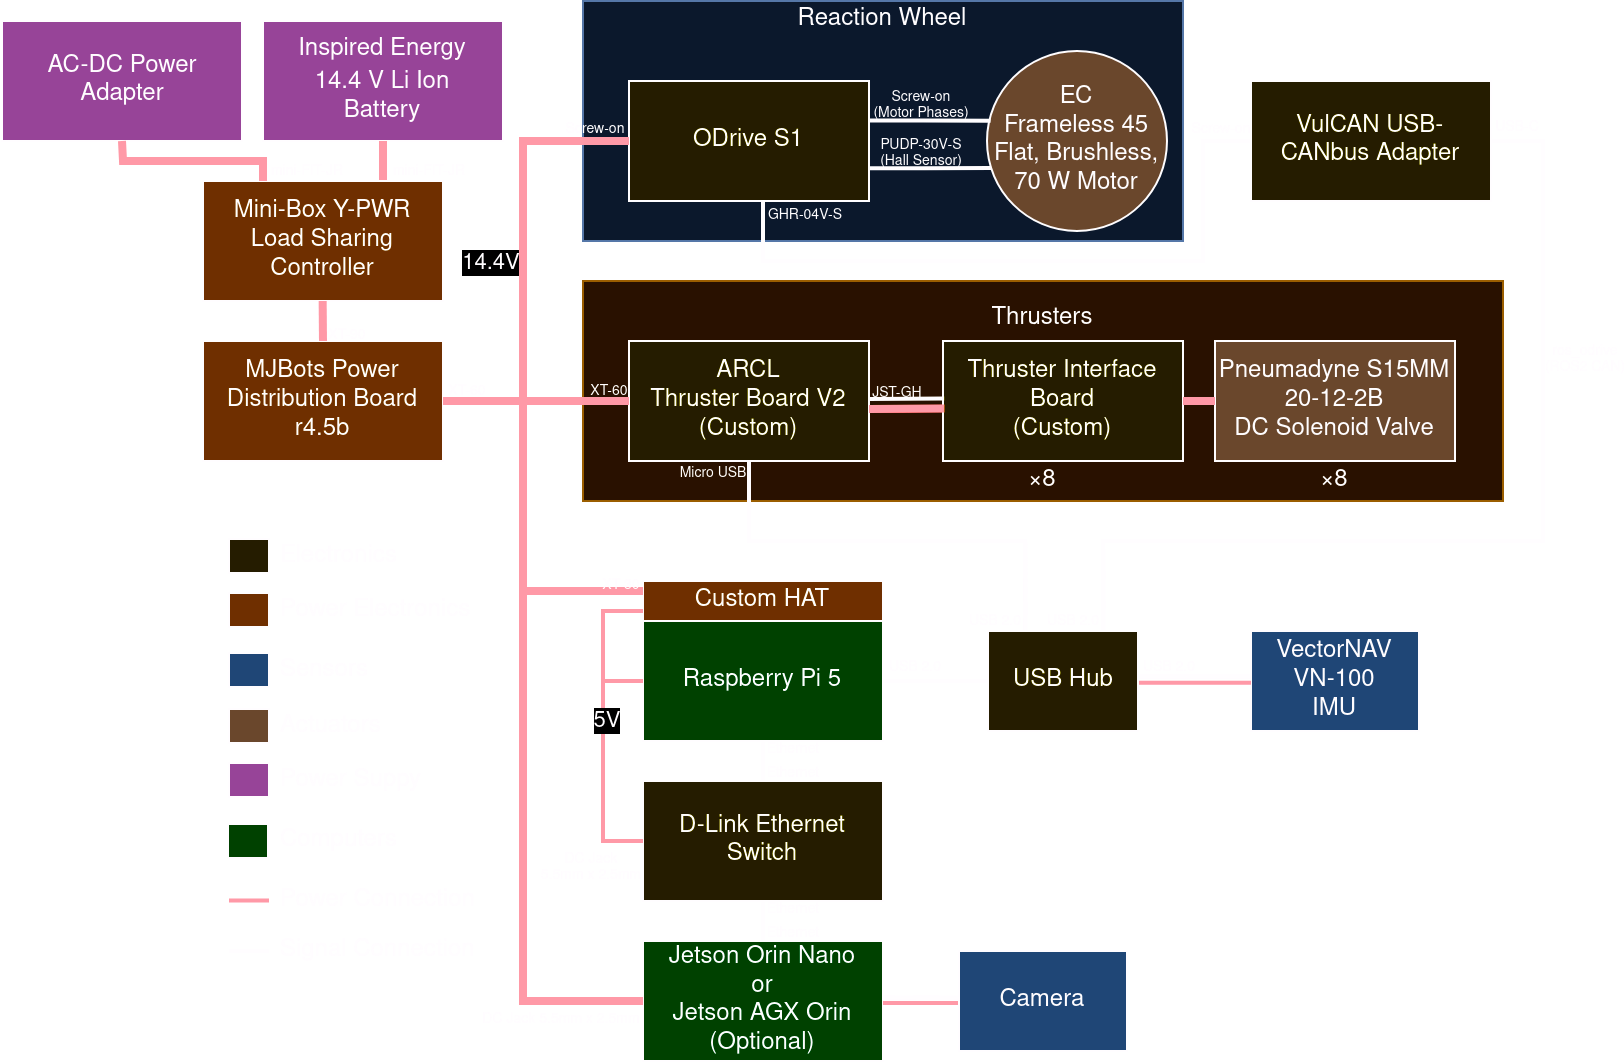 AC-DC Power
Adapter
Inspired Energy
14.4 V Li Ion
Battery
Mini-Box Y-PWR
Load Sharing
Controller
MJBots Power
Distribution Board
r4.5b
14.4V
Reaction Wheel
rew-on
ODrive S1
Screw-on
(Motor Phases)
PUDP-30V-S
(Hall Sensor)
GHR-04V-S
EC
Frameless 45
Flat, Brushless,
70 W Motor
VulCAN USB-
CANbus Adapter
Thrusters
XT-60
ARCL
Thruster Board V2
(Custom)
Micro USB
JST-GH
Thruster Interface
Board
(Custom)
×8
Pneumadyne S15MM
20-12-2B
DC Solenoid Valve
×8
Custom HAT
Raspberry Pi 5
5V
USB Hub
VectorNAV
VN-100
IMU
D-Link Ethernet
Switch
Jetson Orin Nano
or
Jetson AGX Orin
(Optional)
Camera